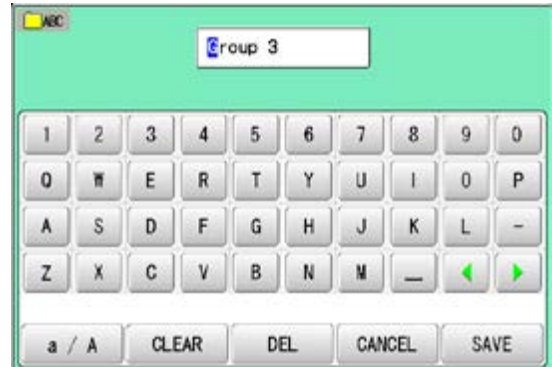 ABC
Group 3
1 2 3 4 5 6 7 8 9 0
Q W E R T Y U I O P
A S D F G H J K L -
Z X C V B N M _
a / A CLEAR DEL CANCEL SAVE